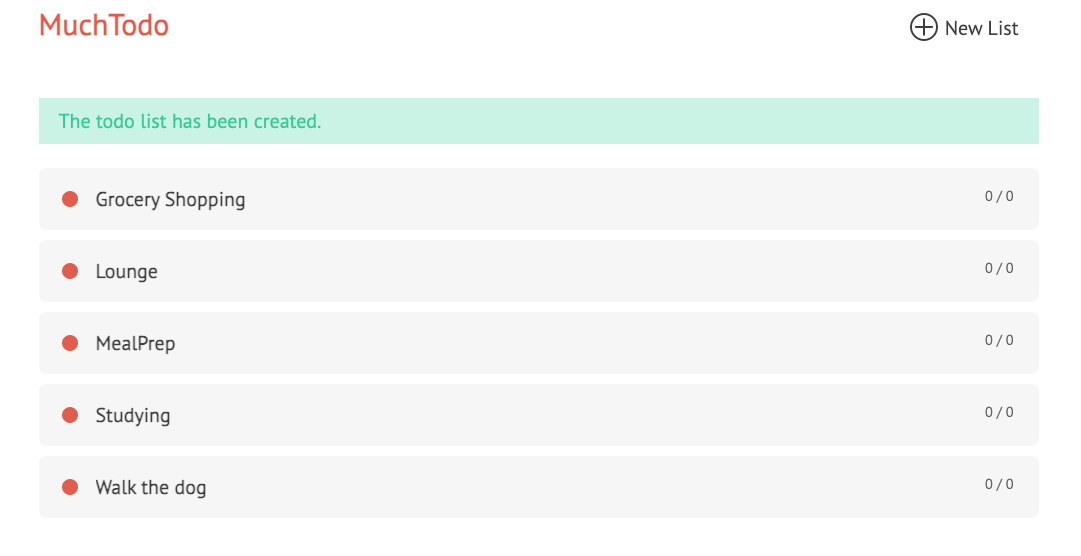 MuchTodo
New List
The todo list has been created.
Grocery Shopping 0 / 0
Lounge 0 / 0
MealPrep 0 / 0
Studying 0 / 0
Walk the dog 0 / 0